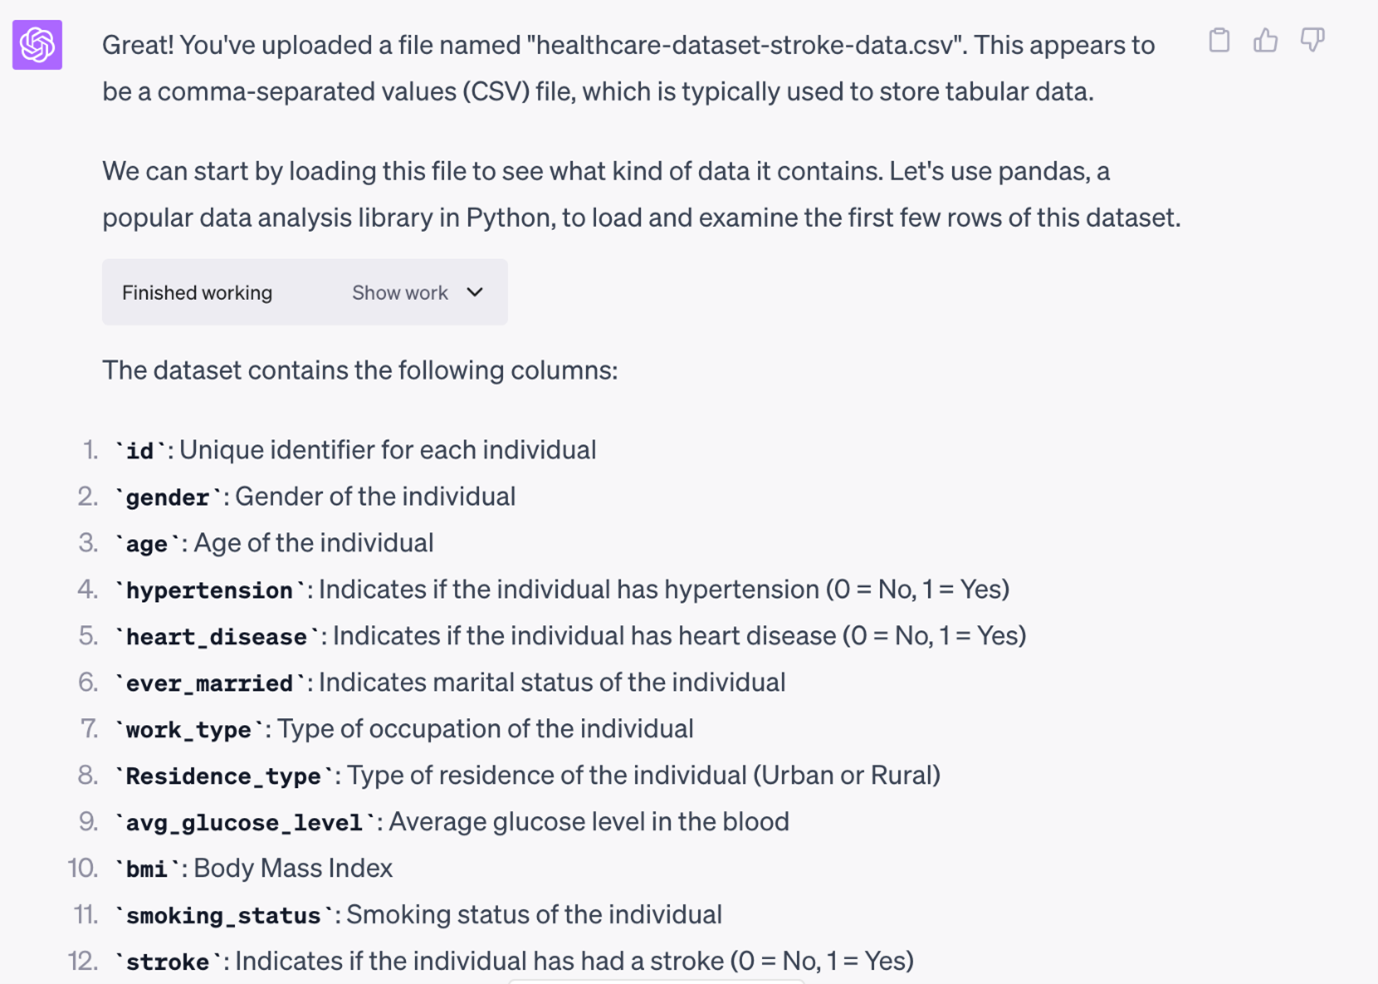 Great! You've uploaded a file named "healthcare-dataset-stroke-data.csv". This appears to
be a comma-separated values (CSV) file, which is typically used to store tabular data.
We can start by loading this file to see what kind of data it contains. Let's use pandas, a
popular data analysis library in Python, to load and examine the first few rows of this dataset.
Finished working Show work
The dataset contains the following columns:
1. `id`: Unique identifier for each individual
2. `gender`: Gender of the individual
3. `age`: Age of the individual
4. `hypertension`: Indicates if the individual has hypertension (0 = No, 1 = Yes)
5. `heart_disease`: Indicates if the individual has heart disease (0 = No, 1 = Yes)
6. `ever_married`: Indicates marital status of the individual
7. `work_type`: Type of occupation of the individual
8. `Residence_type`: Type of residence of the individual (Urban or Rural)
9. `avg_glucose_level`: Average glucose level in the blood
10. `bmi`: Body Mass Index
11. `smoking_status`: Smoking status of the individual
12. `stroke`: Indicates if the individual has had a stroke (0 = No, 1 = Yes)